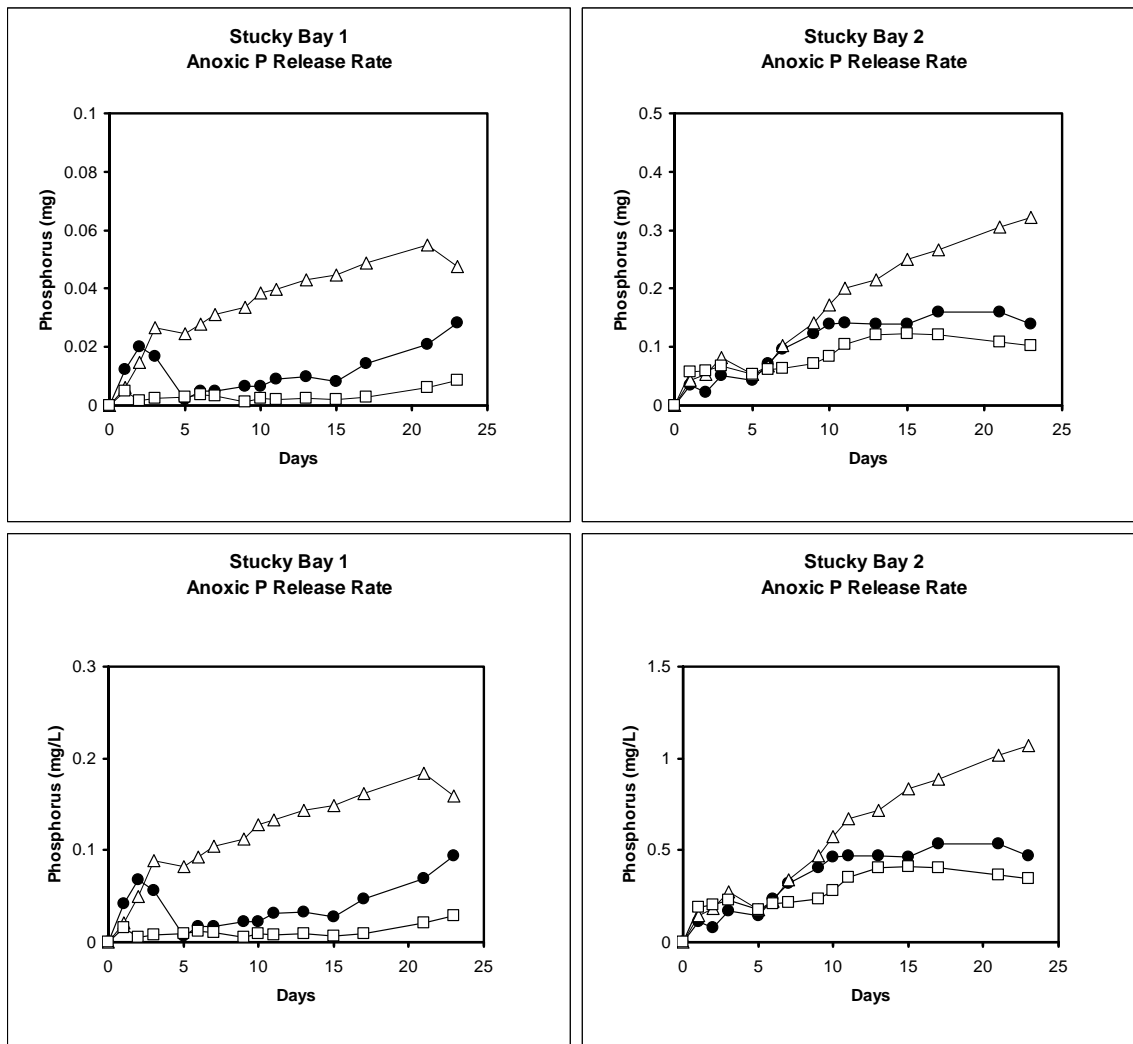 Stucky Bay 1
Anoxic P Release Rate
0.1
0.08
0.06
0.04
0.02
0
Phosphorus (mg)
0 5 10 15 20 25
Days
Stucky Bay 2
Anoxic P Release Rate
0.5
0.4
0.3
0.2
0.1
0
Phosphorus (mg)
0 5 10 15 20 25
Days
Stucky Bay 1
Anoxic P Release Rate
0.3
0.2
0.1
0
Phosphorus (mg/L)
0 5 10 15 20 25
Days
Stucky Bay 2
Anoxic P Release Rate
1.5
1
0.5
0
Phosphorus (mg/L)
0 5 10 15 20 25
Days